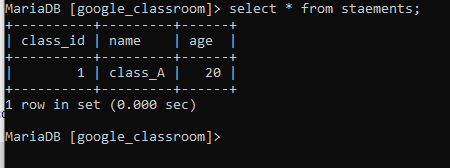 MariaDB [google_classroom]> select * from staements;
+----------+---------+------+
| class_id | name    | age  |
+----------+---------+------+
|        1 | class_A |   20 |
+----------+---------+------+
1 row in set (0.000 sec)
MariaDB [google_classroom]>